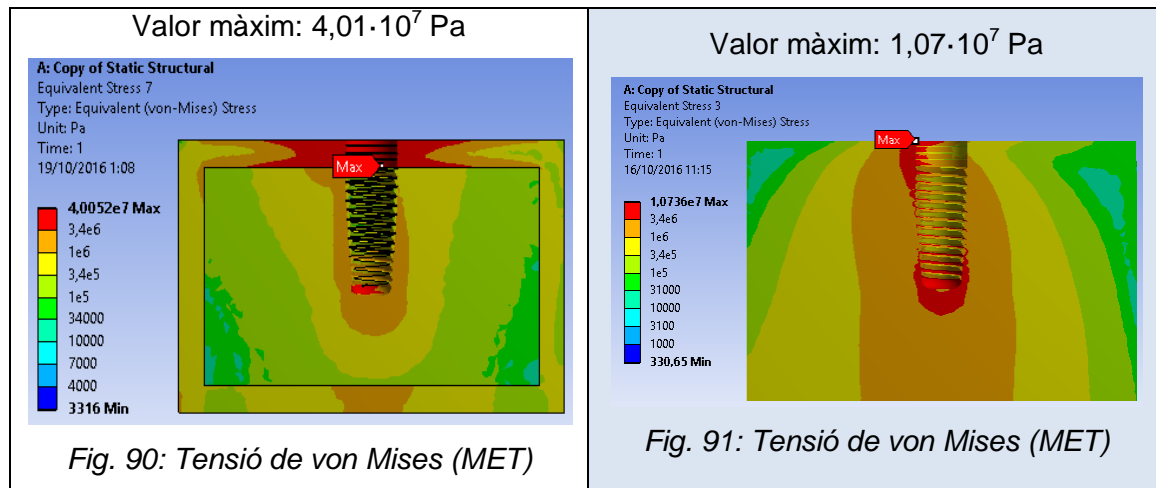 Valor màxim: 4,01·10⁷ Pa
A: Copy of Static Structural
Equivalent Stress 7
Type: Equivalent (von-Mises) Stress
Unit: Pa
Time: 1
19/10/2016 1:08
Max
4,0052e7 Max
3,4e6
1e6
3,4e5
1e5
34000
10000
7000
4000
3316 Min
Fig. 90: Tensió de von Mises (MET)
Valor màxim: 1,07·10⁷ Pa
A: Copy of Static Structural
Equivalent Stress 3
Type: Equivalent (von-Mises) Stress
Unit: Pa
Time: 1
16/10/2016 11:15
Max
1,0736e7 Max
3,4e6
1e6
3,4e5
1e5
31000
10000
3100
1000
330,65 Min
Fig. 91: Tensió de von Mises (MET)